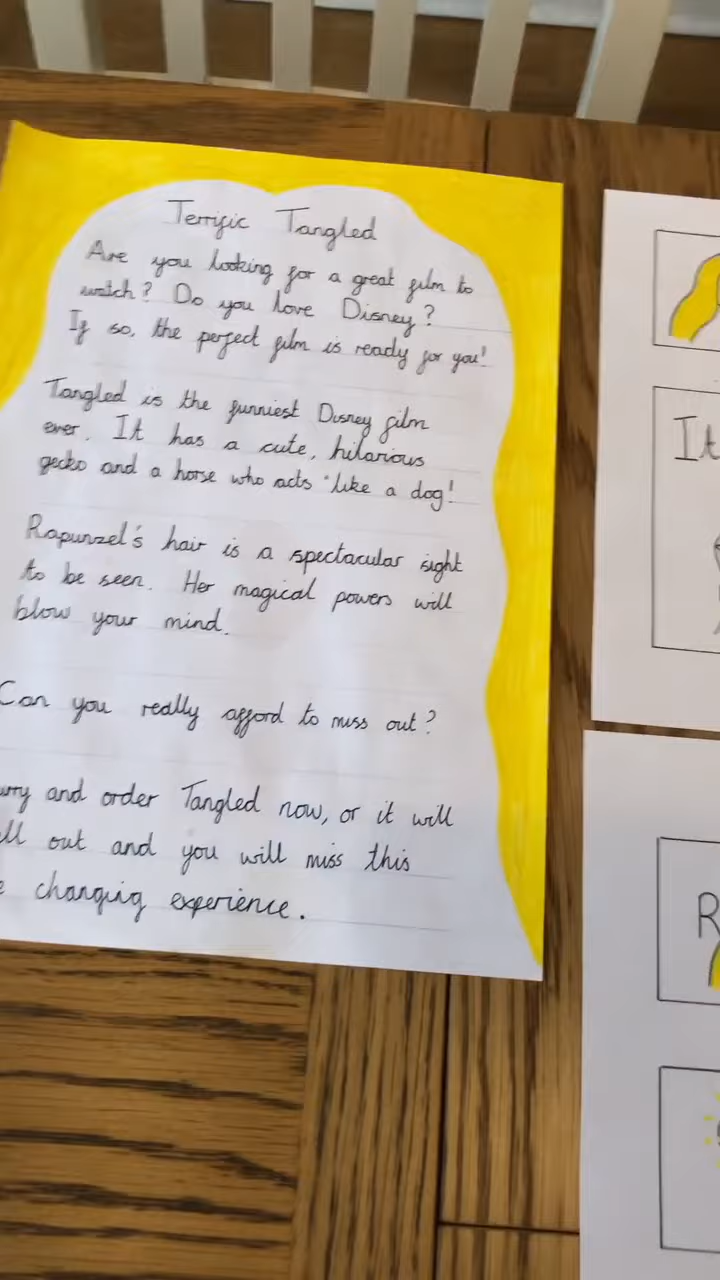 Terrific Tangled
Are you looking for a great film to
watch? Do you love Disney?
If so, the perfect film is ready for you!
Tangled is the funniest Disney film
ever. It has a cute, hilarious
gecko and a horse who acts like a dog!
Rapunzel's hair is a spectacular sight
to be seen. Her magical powers will
blow your mind.
Can you really afford to miss out?
and order Tangled now, or it will
out and you will miss this
changing experience.
It
R